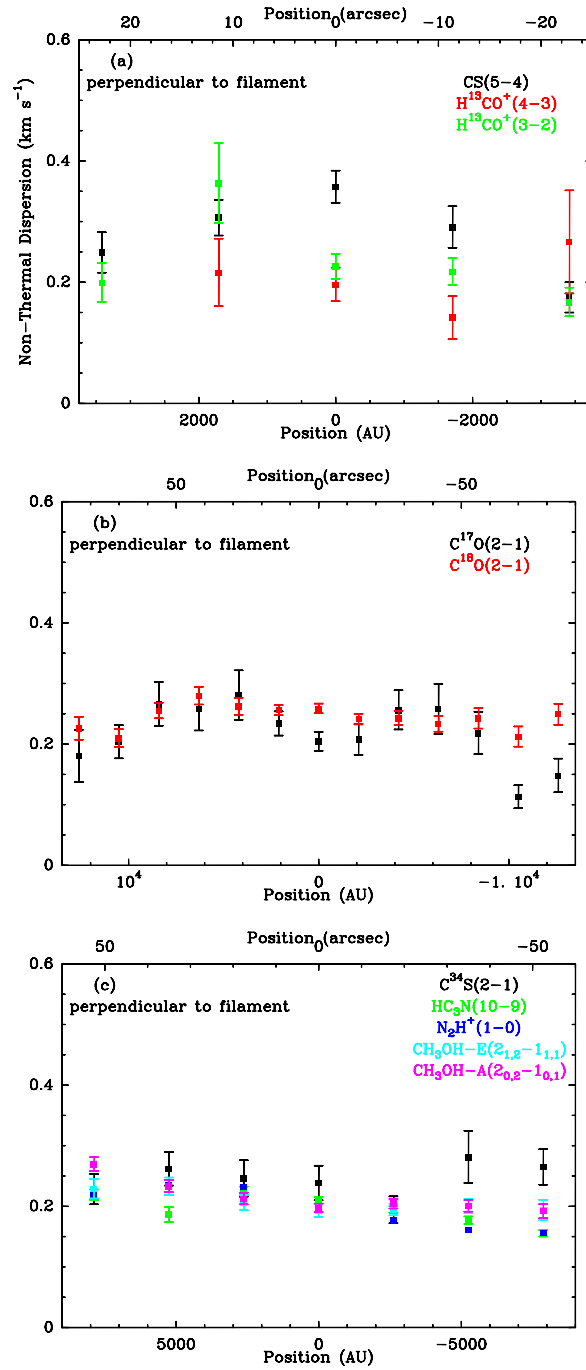 Position (arcsec)
20 10 0 -10 -20
0.6
(a)
perpendicular to filament
CS(5-4)
H¹³CO⁺(4-3)
H¹³CO⁺(3-2)
Non-Thermal Dispersion (km s⁻¹)
0.4
0.2
0
2000 0 -2000
Position (AU)
Position (arcsec)
50 0 -50
0.6
(b)
perpendicular to filament
C¹⁷O(2-1)
C¹⁸O(2-1)
0.4
0.2
0
10⁴ 0 -1.10⁴
Position (AU)
Position (arcsec)
50 0 -50
0.6
(c)
perpendicular to filament
C³⁴S(2-1)
HC₃N(10-9)
N₂H⁺(1-0)
CH₃OH-E(2₁,₂-1₁,₁)
CH₃OH-A(2₀,₂-1₀,₁)
0.4
0.2
0
5000 0 -5000
Position (AU)